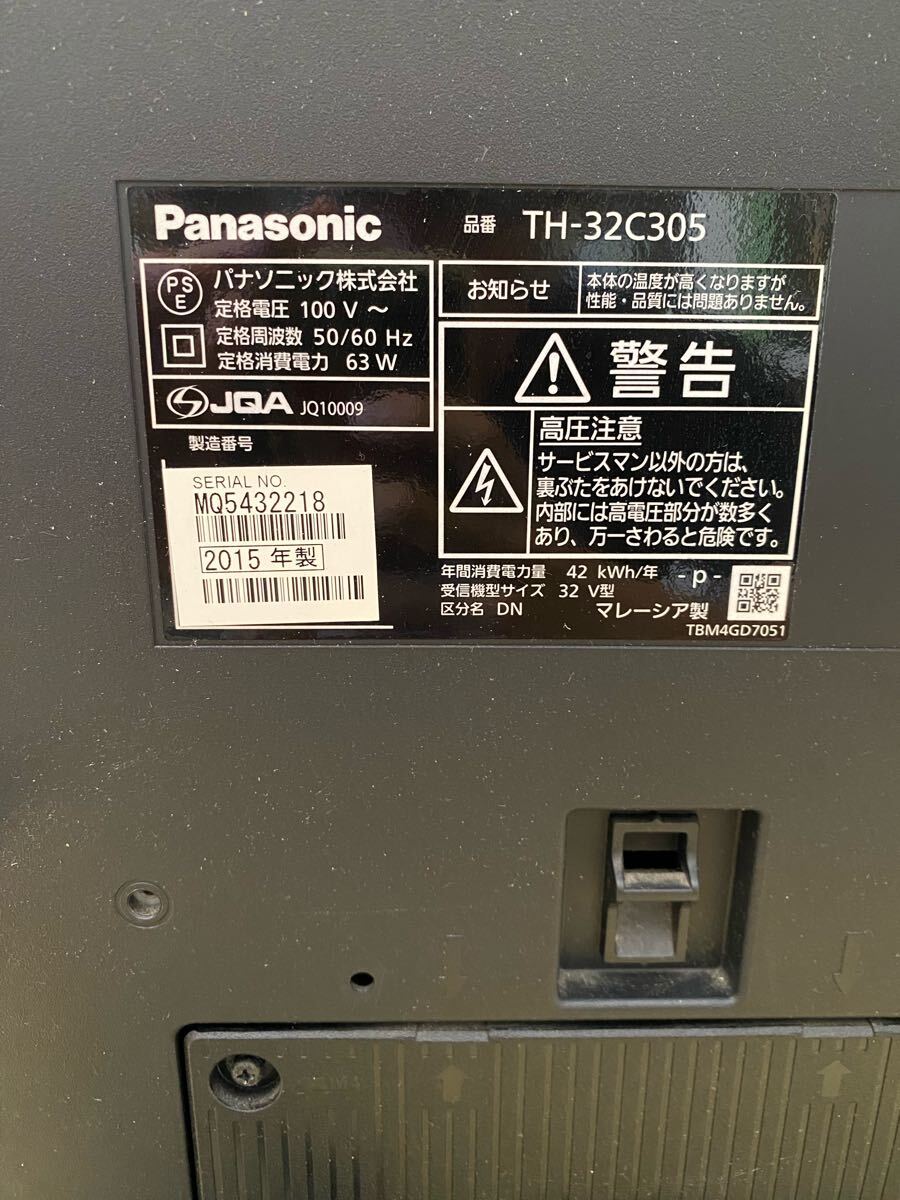 Panasonic 品番 TH-32C305
PS
E
パナソニック株式会社
定格電圧 100 V ～
定格周波数 50/60 Hz
定格消費電力 63 W
JQA JQ10009
お知らせ
本体の温度が高くなりますが
性能・品質には問題ありません。
警告
高圧注意
サービスマン以外の方は、
裏ぶたをあけないでください。
内部には高電圧部分が数多く
あり、万一さわると危険です。
製造番号
SERIAL NO.
MQ5432218
2015 年製
年間消費電力量 42 kWh/年 - p -
受信機型サイズ 32 V型
区分名 DN マレーシア製
TBM4GD7051